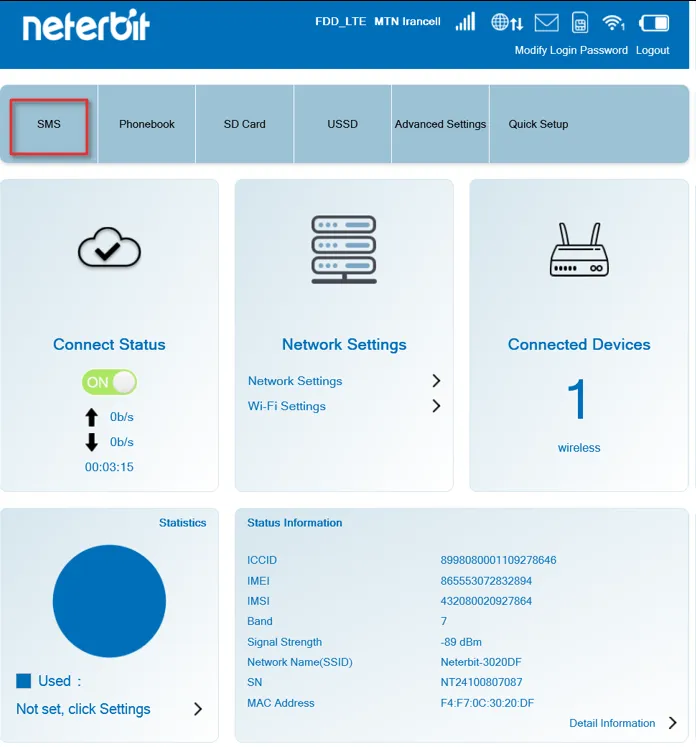 neterbit
FDD_LTE MTN Irancell
1
Modify Login Password Logout
SMS Phonebook SD Card USSD Advanced Settings Quick Setup
Connect Status
ON
0b/s
0b/s
00:03:15
Network Settings
Network Settings
Wi-Fi Settings
Connected Devices
1
wireless
Statistics
Used :
Not set, click Settings
Status Information
ICCID 8998080001109278646
IMEI 865553072832894
IMSI 432080020927864
Band 7
Signal Strength -89 dBm
Network Name(SSID) Neterbit-3020DF
SN NT24100807087
MAC Address F4:F7:0C:30:20:DF
Detail Information